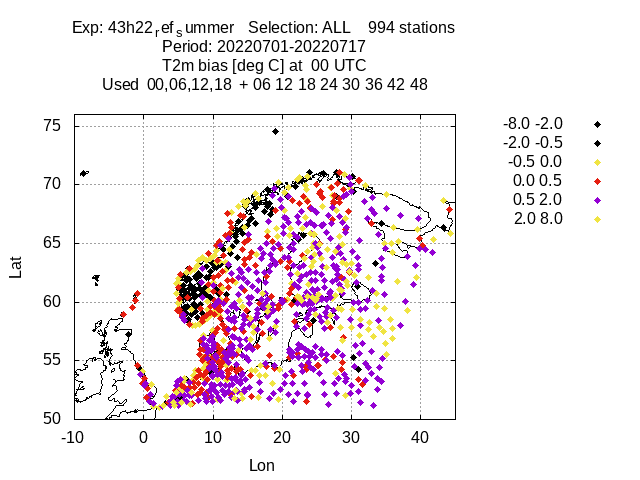 Exp: 43h22refsummer Selection: ALL 994 stations
Period: 20220701-20220717
T2m bias [deg C] at 00 UTC
Used 00,06,12,18 + 06 12 18 24 30 36 42 48
-8.0 -2.0
-2.0 -0.5
-0.5 0.0
0.0 0.5
0.5 2.0
2.0 8.0
75
70
65
60
55
50
Lat
-10 0 10 20 30 40
Lon